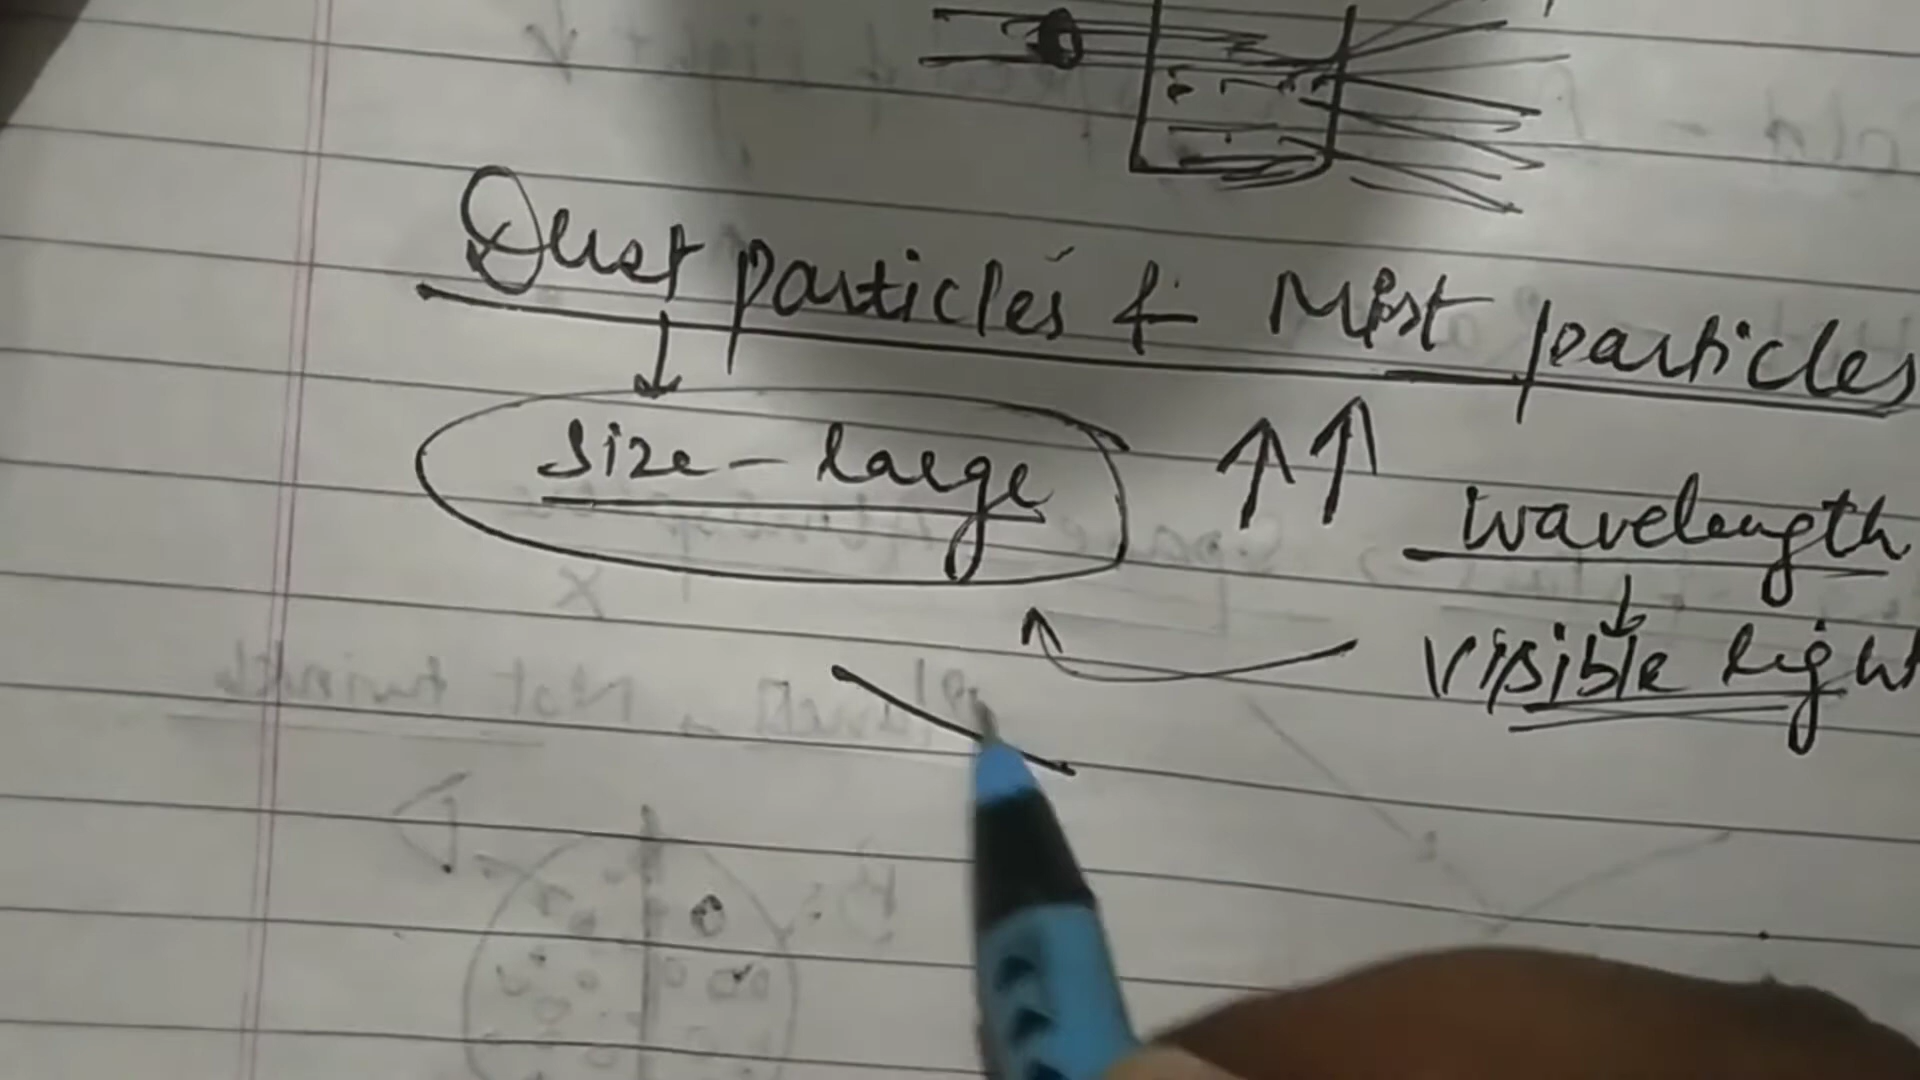 Dust particles & Mist particles
Size - large
wavelength
visible light